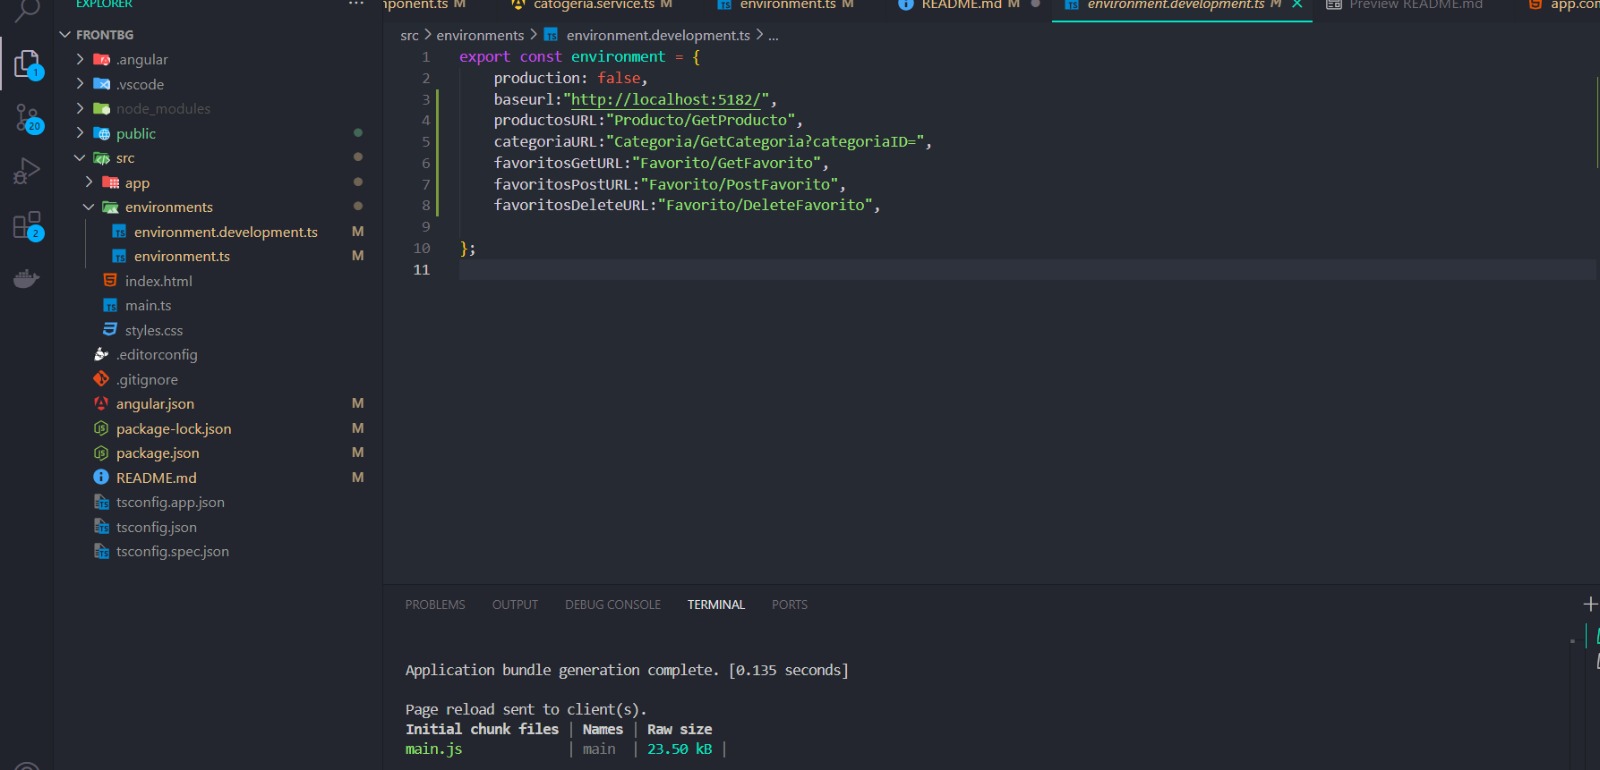 EXPLORER
...
FRONTBG
.angular
.vscode
node_modules
public
src
app
environments
environment.development.ts M
environment.ts M
index.html
main.ts
styles.css
.editorconfig
.gitignore
angular.json M
package-lock.json M
package.json M
README.md M
tsconfig.app.json
tsconfig.json
tsconfig.spec.json
1
20
2
mponent.ts M catogeria.service.ts M environment.ts M README.md M environment.development.ts M Preview README.md app.com
src > environments > environment.development.ts > ...
1 export const environment = {
2 production: false,
3 baseurl:"http://localhost:5182/",
4 productosURL:"Producto/GetProducto",
5 categoriaURL:"Categoria/GetCategoria?categoriaID=",
6 favoritosGetURL:"Favorito/GetFavorito",
7 favoritosPostURL:"Favorito/PostFavorito",
8 favoritosDeleteURL:"Favorito/DeleteFavorito",
9
10 };
11
PROBLEMS OUTPUT DEBUG CONSOLE TERMINAL PORTS
Application bundle generation complete. [0.135 seconds]
Page reload sent to client(s).
Initial chunk files | Names | Raw size
main.js | main | 23.50 kB |